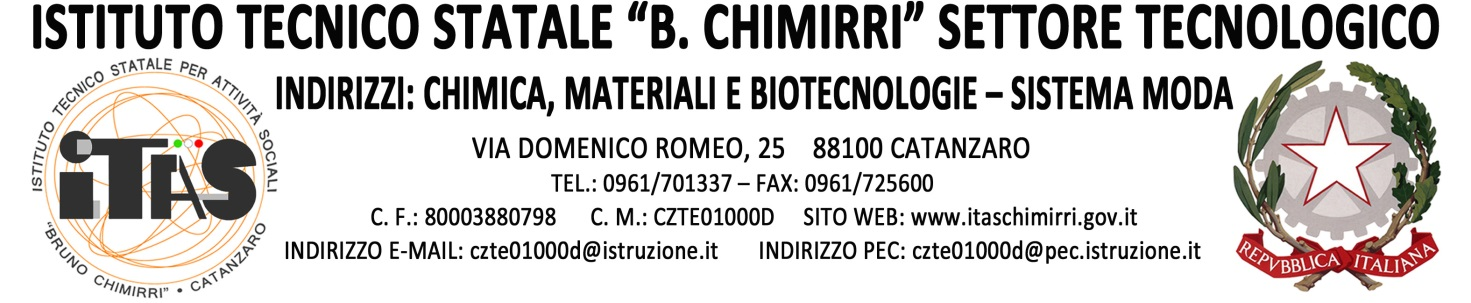 ISTITUTO TECNICO STATALE “B. CHIMIRRI” SETTORE TECNOLOGICO
INDIRIZZI: CHIMICA, MATERIALI E BIOTECNOLOGIE – SISTEMA MODA
VIA DOMENICO ROMEO, 25 88100 CATANZARO
TEL.: 0961/701337 – FAX: 0961/725600
C. F.: 80003880798 C. M.: CZTE01000D SITO WEB: www.itaschimirri.gov.it
INDIRIZZO E-MAIL: czte01000d@istruzione.it INDIRIZZO PEC: czte01000d@pec.istruzione.it
ISTITUTO TECNICO STATALE PER ATTIVITÀ SOCIALI
iTAS
"BRUNO CHIMIRRI" • CATANZARO
REPVBBLICA ITALIANA